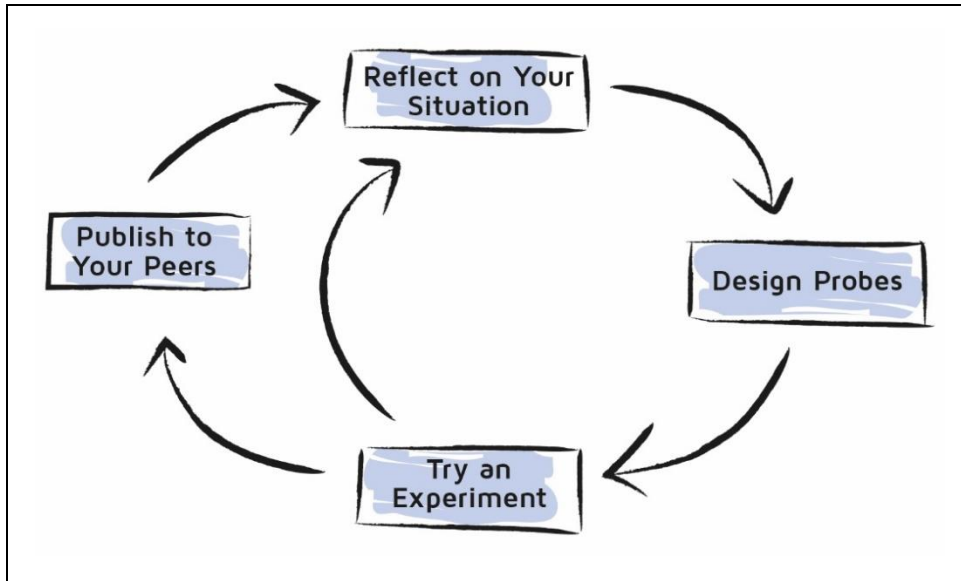 Reflect on Your
Situation
Publish to
Your Peers
Design Probes
Try an
Experiment